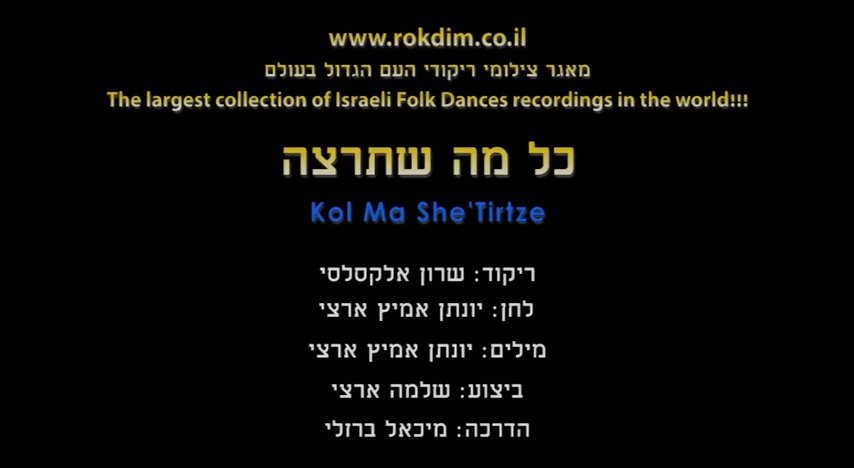 www.rokdim.co.il
מאגר צילומי ריקודי העם הגדול בעולם
The largest collection of Israeli Folk Dances recordings in the world!!!
כל מה שתרצה
Kol Ma She'Tirtze
ריקוד: שרון אלקסלסי
לחן: יונתן אמיץ ארצי
מילים: יונתן אמיץ ארצי
ביצוע: שלמה ארצי
הדרכה: מיכאל ברזלי